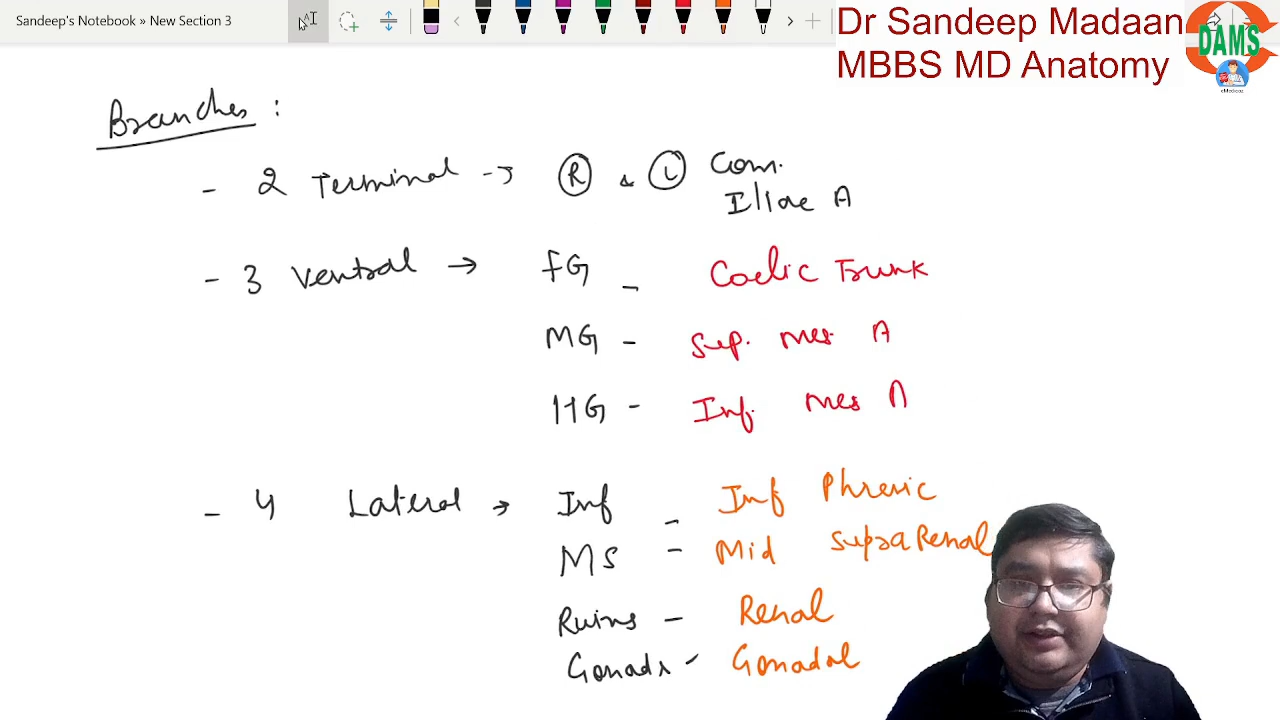 Sandeep's Notebook » New Section 3
Dr Sandeep Madaan
MBBS MD Anatomy
DAMS
eMedicoz
Branches :
- 2 Terminal -> R & L Com.
Iliac A
- 3 Ventral -> FG - Coelic Trunk
MG - Sup. mes. A
HG - Inf. mes A
- 4 Lateral -> Inf - Inf Phrenic
MS - Mid SupraRenal
Ruins - Renal
Gonads - Gonadal